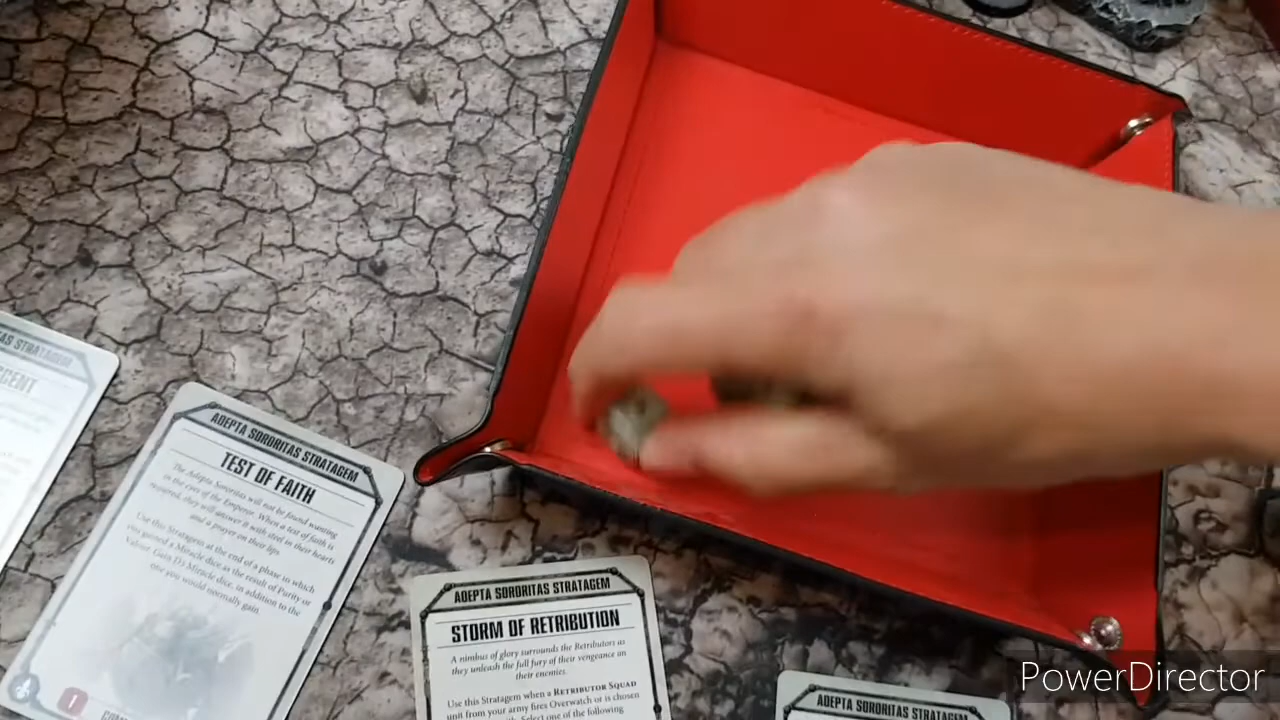 AS STRATAGEM
ADEPTA SORORITAS STRATAGEM
TEST OF FAITH
The Adepta Sororitas will not be found wanting
in the eyes of the Emperor. When a test of faith is
required, they will answer it with steel in their hearts
and a prayer on their lips.
Use this Stratagem at the end of a phase in which
you gained a Miracle dice as the result of Purity or
Valour. Gain D3 Miracle dice, in addition to the
one you would normally gain.
1
ADEPTA SORORITAS STRATAGEM
STORM OF RETRIBUTION
A nimbus of glory surrounds the Retributors as
they unleash the full fury of their vengeance on
their enemies.
Use this Stratagem when a RETRIBUTOR SQUAD
unit from your army fires Overwatch or is chosen
Select one of the following
ADEPTA SORORITAS STRATAGEM
PowerDirector